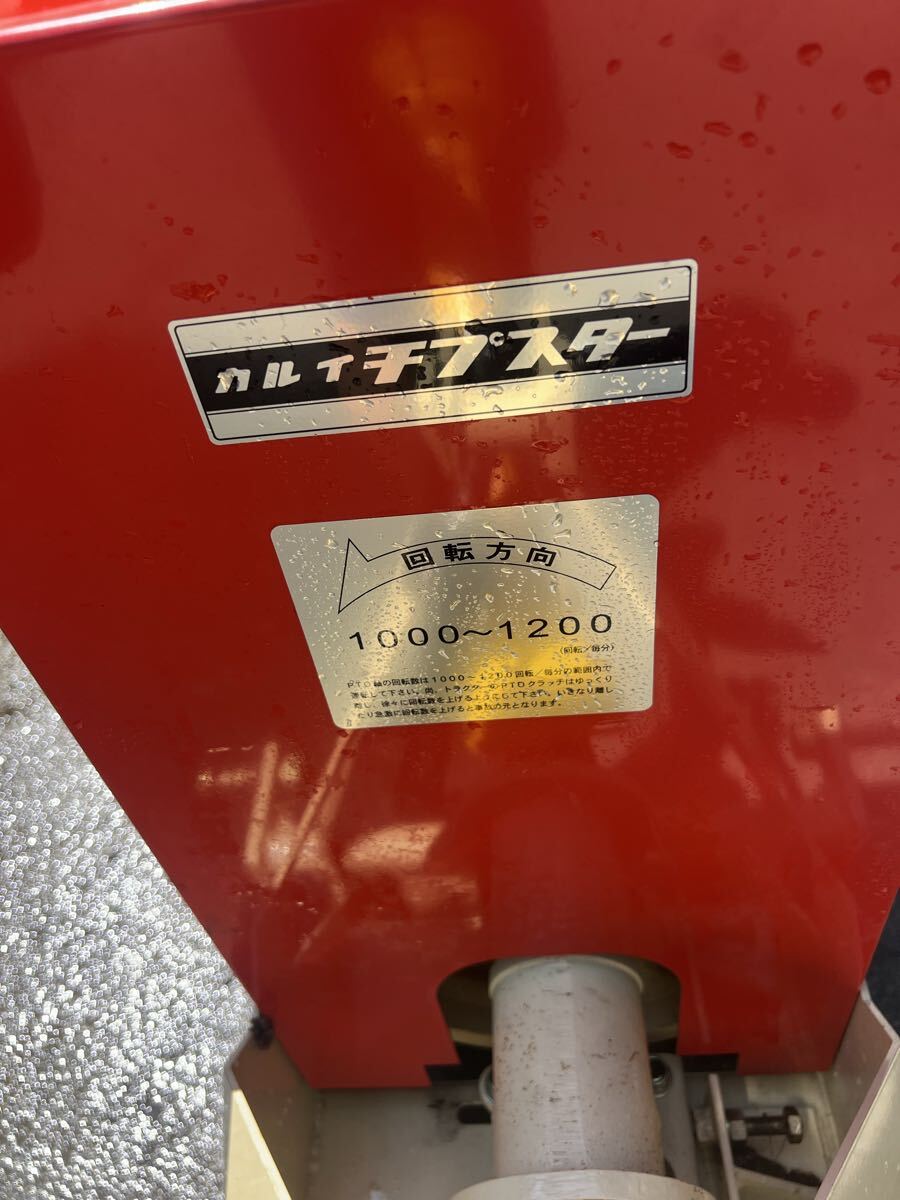 カルイ チプスター
回転方向
1000～1200
(回転／毎分)
PTO軸の回転数は1000～1200回転／毎分の範囲内で
運転して下さい。尚、トラクターPTOクラッチはゆっくり
離し、徐々に回転数を上げるようにして下さい。いきなり離し
たり急激に回転数を上げると事故の元となります。